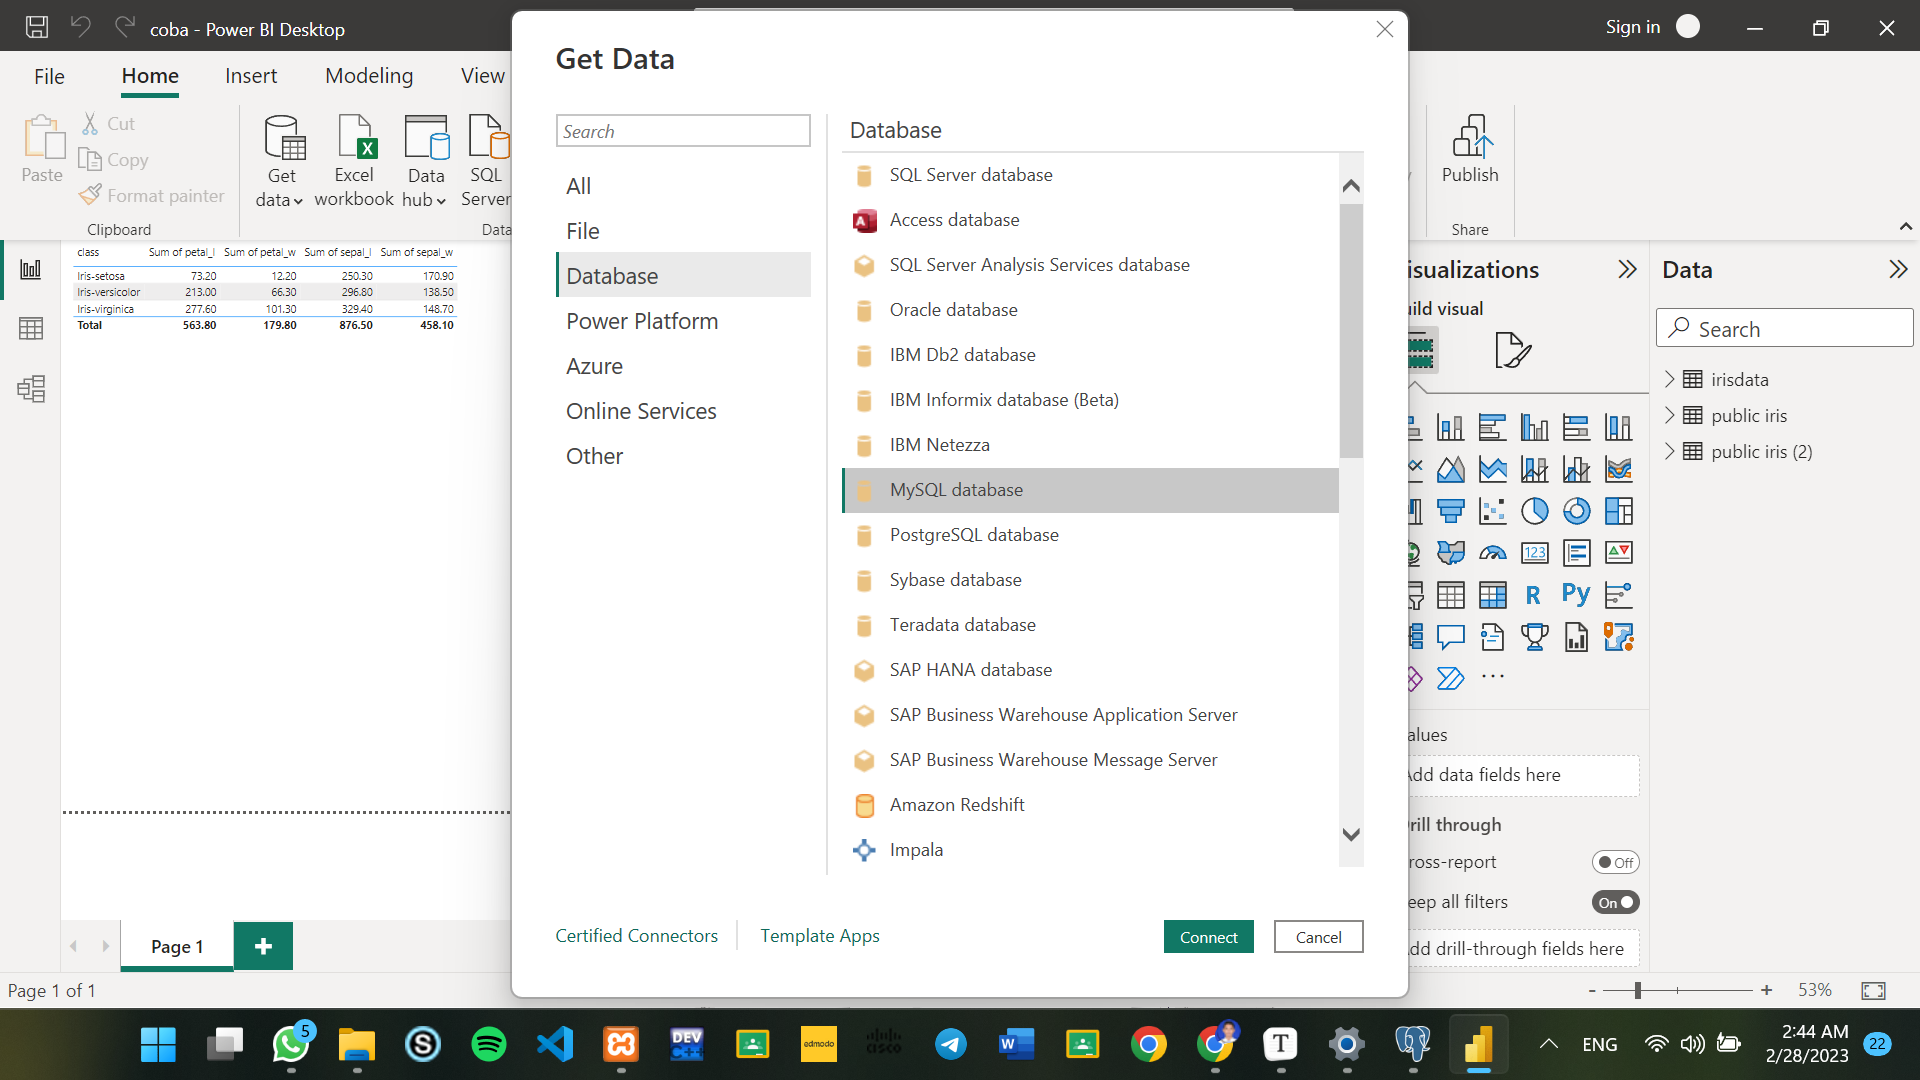 coba - Power BI Desktop
Sign in
File
Home
Insert
Modeling
View
Paste
Cut
Copy
Format painter
Clipboard
Get data
Excel workbook
Data hub
SQL Server
Data
Publish
Share
class Sum of petal_l Sum of petal_w Sum of sepal_l Sum of sepal_w
Iris-setosa 73.20 12.20 250.30 170.90
Iris-versicolor 213.00 66.30 296.80 138.50
Iris-virginica 277.60 101.30 329.40 148.70
Total 563.80 179.80 876.50 458.10
Get Data
Search
All
File
Database
Power Platform
Azure
Online Services
Other
Database
SQL Server database
Access database
SQL Server Analysis Services database
Oracle database
IBM Db2 database
IBM Informix database (Beta)
IBM Netezza
MySQL database
PostgreSQL database
Sybase database
Teradata database
SAP HANA database
SAP Business Warehouse Application Server
SAP Business Warehouse Message Server
Amazon Redshift
Impala
Certified Connectors
Template Apps
Connect
Cancel
isualizations
uild visual
123
R
Py
alues
dd data fields here
rill through
ross-report
Off
eep all filters
On
dd drill-through fields here
Data
Search
irisdata
public iris
public iris (2)
Page 1
Page 1 of 1
- + 53%
5
DEV C++
edmodo
cisco
W
T
ENG
2:44 AM
2/28/2023
22